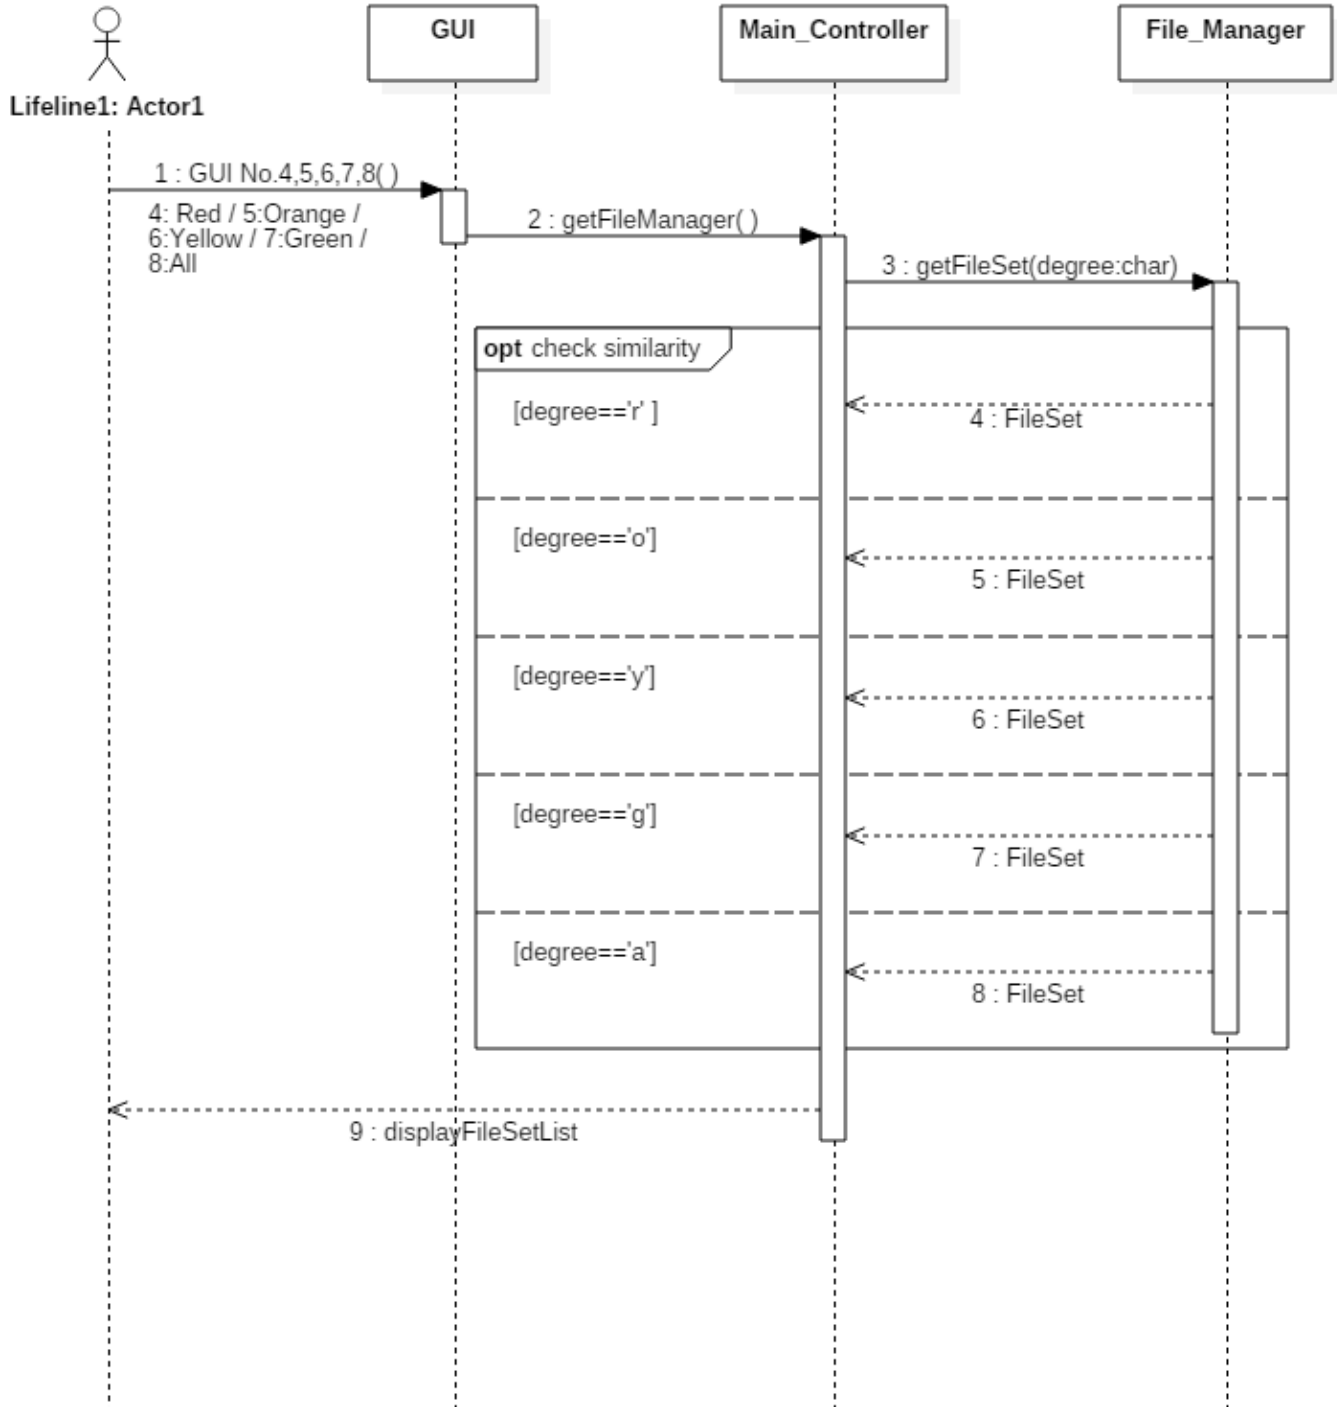 GUI
Main_Controller
File_Manager
Lifeline1: Actor1
1 : GUI No.4,5,6,7,8( )
4: Red / 5:Orange /
6:Yellow / 7:Green /
8:All
2 : getFileManager( )
3 : getFileSet(degree:char)
opt check similarity
[degree=='r' ]
4 : FileSet
[degree=='o']
5 : FileSet
[degree=='y']
6 : FileSet
[degree=='g']
7 : FileSet
[degree=='a']
8 : FileSet
9 : displayFileSetList